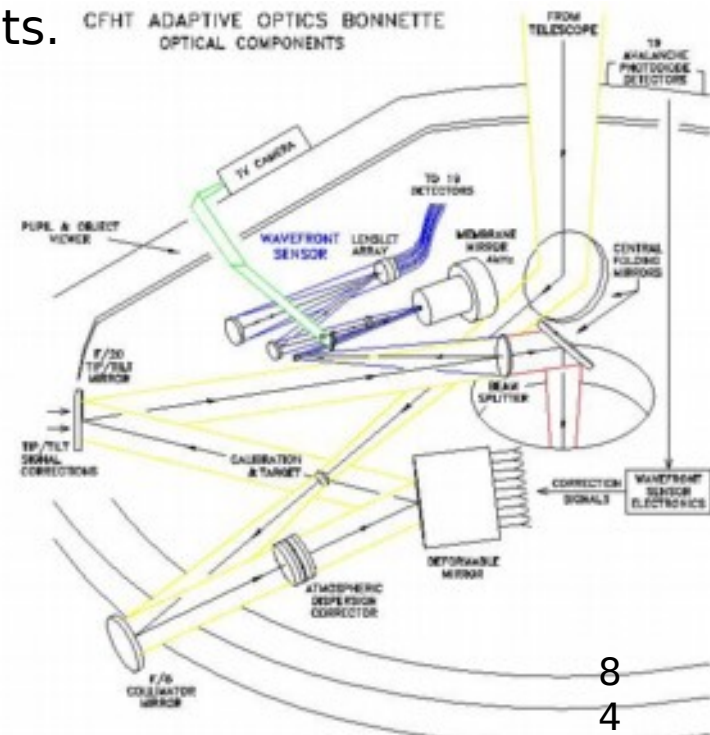 ts.
CFHT ADAPTIVE OPTICS BONNETTE
OPTICAL COMPONENTS
FROM
TELESCOPE
TO
AVALANCHE
PHOTODIODE
DETECTORS
TV CAMERA
TO 19
DETECTORS
PUPIL & OBJECT
VIEWER
WAVEFRONT
SENSOR
LENSLET
ARRAY
MEMBRANE
MIRROR
CENTRAL
FOLDING
MIRRORS
F/20
TIP/TILT
MIRROR
BEAM
SPLITTER
TIP/TILT
SIGNAL
CORRECTIONS
CALIBRATION
& TARGET
CORRECTION
SIGNALS
WAVEFRONT
SENSOR
ELECTRONICS
DEFORMABLE
MIRROR
ATMOSPHERIC
DISPERSION
CORRECTOR
F/8
COLLIMATOR
MIRROR
8
4